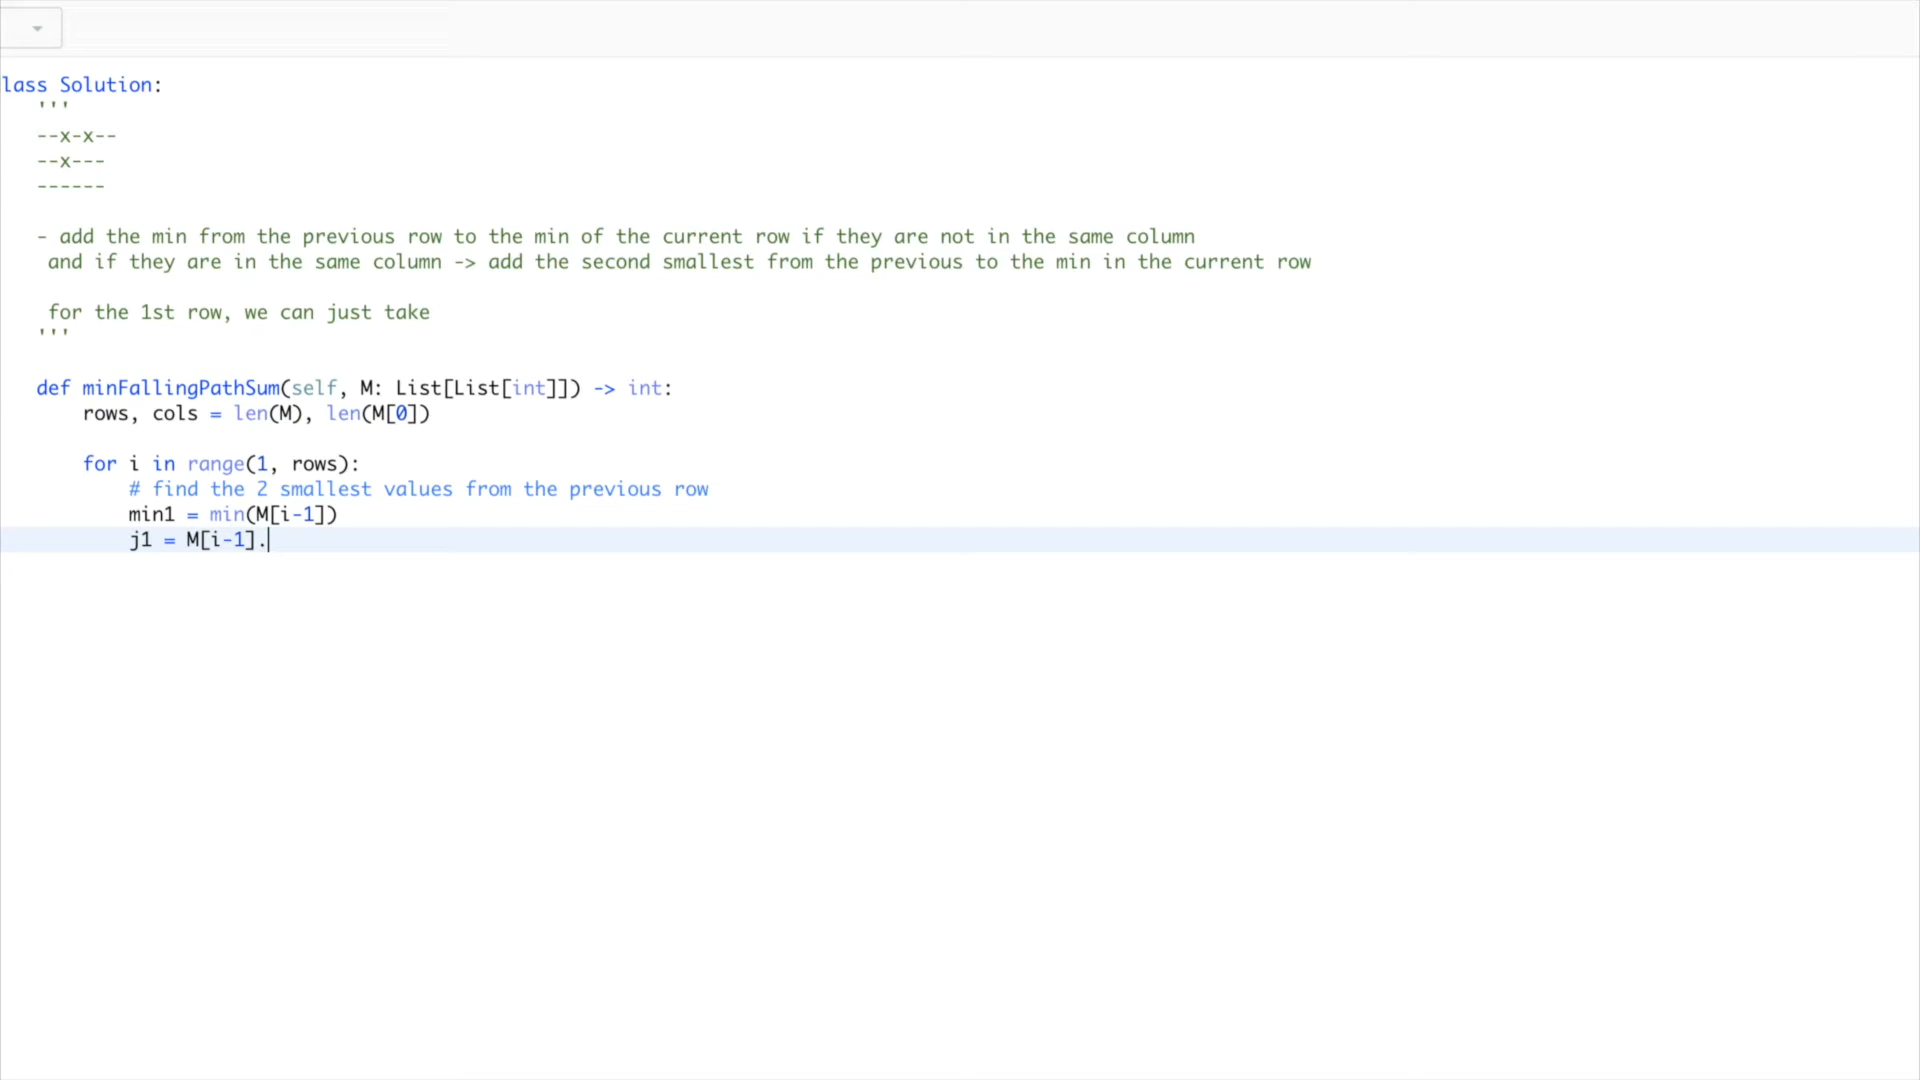 lass Solution:
'''
--x-x--
--x---
------
- add the min from the previous row to the min of the current row if they are not in the same column
and if they are in the same column -> add the second smallest from the previous to the min in the current row
for the 1st row, we can just take
'''
def minFallingPathSum(self, M: List[List[int]]) -> int:
rows, cols = len(M), len(M[0])
for i in range(1, rows):
# find the 2 smallest values from the previous row
min1 = min(M[i-1])
j1 = M[i-1].